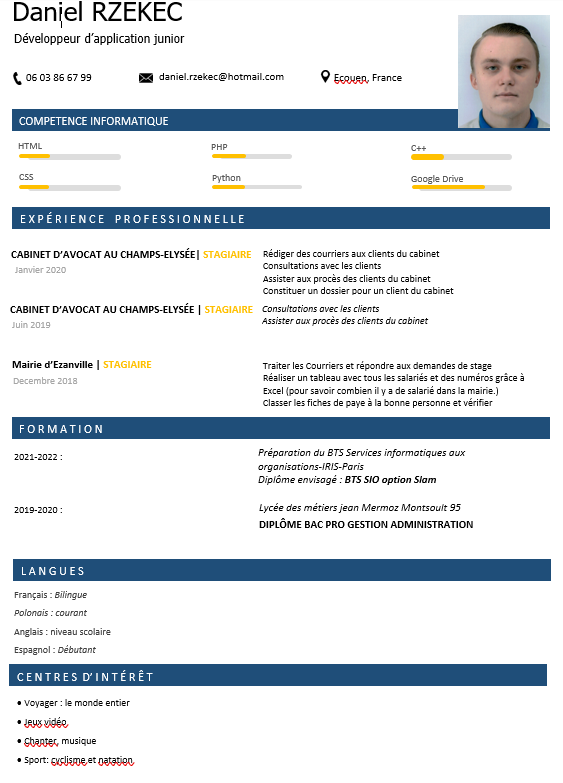 Daniel RZEKEC
Développeur d'application junior
06 03 86 67 99
daniel.rzekec@hotmail.com
Ecouen, France
COMPETENCE INFORMATIQUE
HTML
PHP
C++
CSS
Python
Google Drive
EXPÉRIENCE PROFESSIONNELLE
CABINET D'AVOCAT AU CHAMPS-ELYSÉE| STAGIAIRE
Janvier 2020
Rédiger des courriers aux clients du cabinet
Consultations avec les clients
Assister aux procès des clients du cabinet
Constituer un dossier pour un client du cabinet
CABINET D'AVOCAT AU CHAMPS-ELYSÉE | STAGIAIRE
Juin 2019
Consultations avec les clients
Assister aux procès des clients du cabinet
Mairie d'Ezanville | STAGIAIRE
Decembre 2018
Traiter les Courriers et répondre aux demandes de stage
Réaliser un tableau avec tous les salariés et des numéros grâce à
Excel (pour savoir combien il y a de salarié dans la mairie.)
Classer les fiches de paye à la bonne personne et vérifier
FORMATION
2021-2022 :
Préparation du BTS Services informatiques aux
organisations-IRIS-Paris
Diplôme envisagé : BTS SIO option Slam
2019-2020 :
Lycée des métiers jean Mermoz Montsoult 95
DIPLÔME BAC PRO GESTION ADMINISTRATION
LANGUES
Français : Bilingue
Polonais : courant
Anglais : niveau scolaire
Espagnol : Débutant
CENTRES D'INTÉRÊT
• Voyager : le monde entier
• Jeux vidéo,
• Chapter, musique
• Sport: cyclisme et natation,